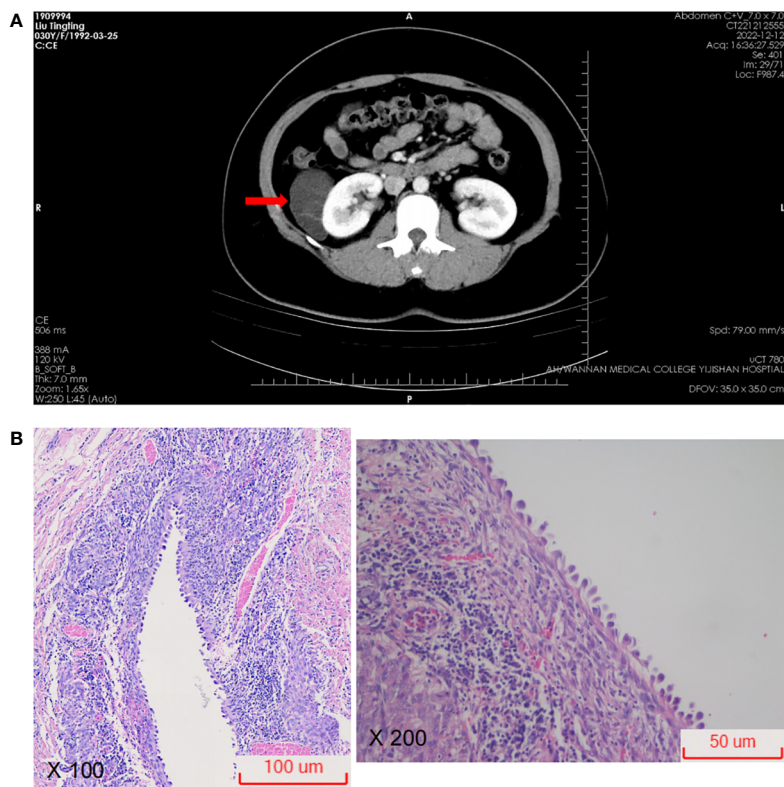 A
1909994
Liu Tingting
030Y/F/1992-03-25
C:CE
A
Abdomen C+V_7.0 x 7.0
CT221212555
2022-12-12
Acq: 16:36:27.529
Se: 401
Im: 29/71
Loc: F987.4
R
L
CE
506 ms
388 mA
120 kV
B_SOFT_B
Thk: 7.0 mm
Zoom: 1.65x
W:250 L:45 (Auto)
Spd: 79.00 mm/s
uCT 780
AH/WANNAN MEDICAL COLLEGE YIJISHAN HOSPTIAL
DFOV: 35.0 x 35.0 cm
P
B
X 100
100 um
X 200
50 um